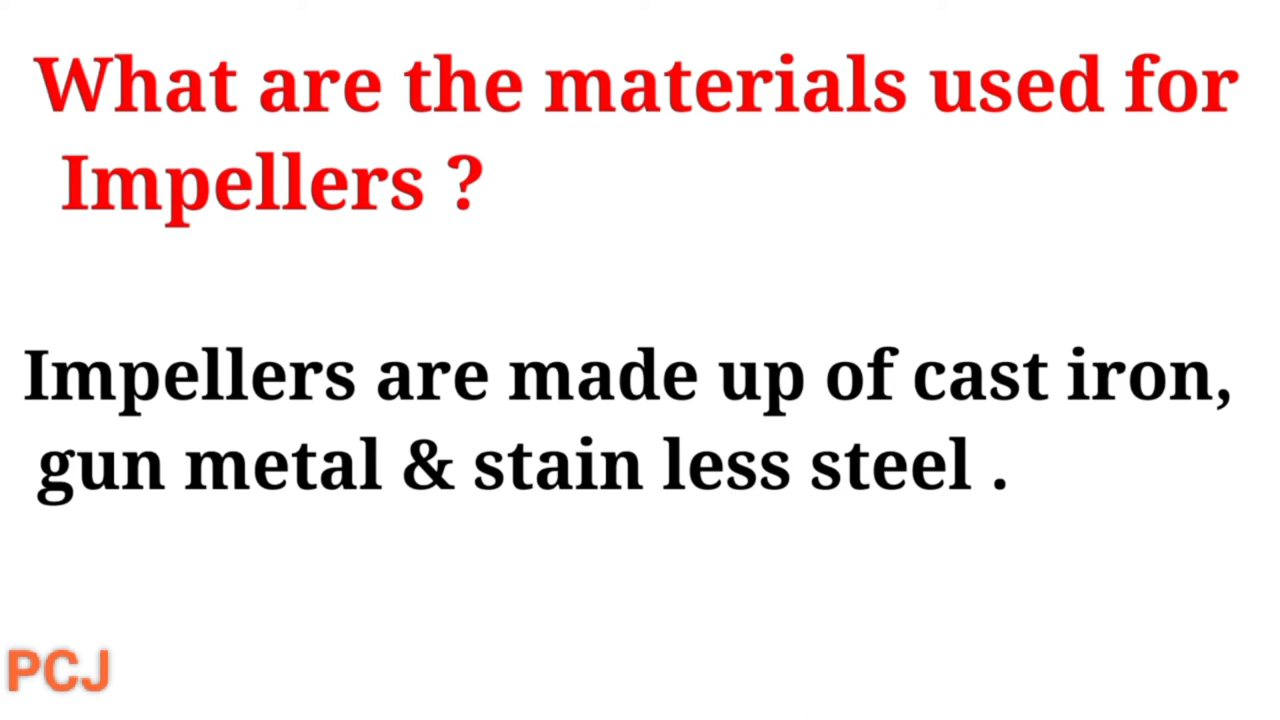 What are the materials used for
Impellers ?
Impellers are made up of cast iron,
gun metal & stain less steel .
PCJ